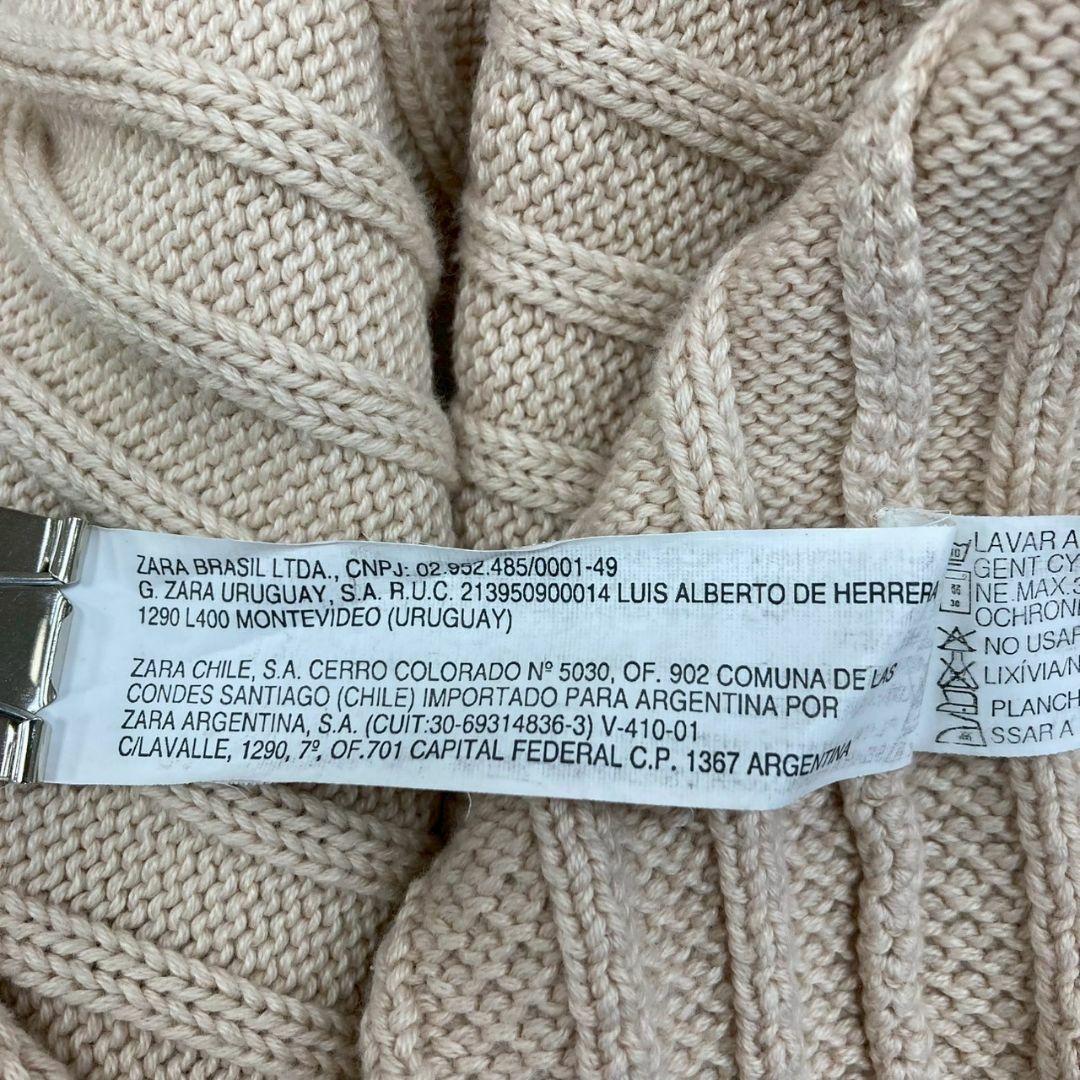 ZARA BRASIL LTDA., CNPJ: 02.952.485/0001-49
G. ZARA URUGUAY, S.A. R.U.C. 213950900014 LUIS ALBERTO DE HERRERA
1290 L400 MONTEVIDEO (URUGUAY)
ZARA CHILE, S.A. CERRO COLORADO Nº 5030, OF. 902 COMUNA DE LAS
CONDES SANTIAGO (CHILE) IMPORTADO PARA ARGENTINA POR
ZARA ARGENTINA, S.A. (CUIT:30-69314836-3) V-410-01
C/LAVALLE, 1290, 7º, OF.701 CAPITAL FEDERAL C.P. 1367 ARGENTINA
LAVAR A
GENT CY
NE.MAX.3
OCHRON
NO USAR
LIXÍVIA/N
PLANCH
SSAR A